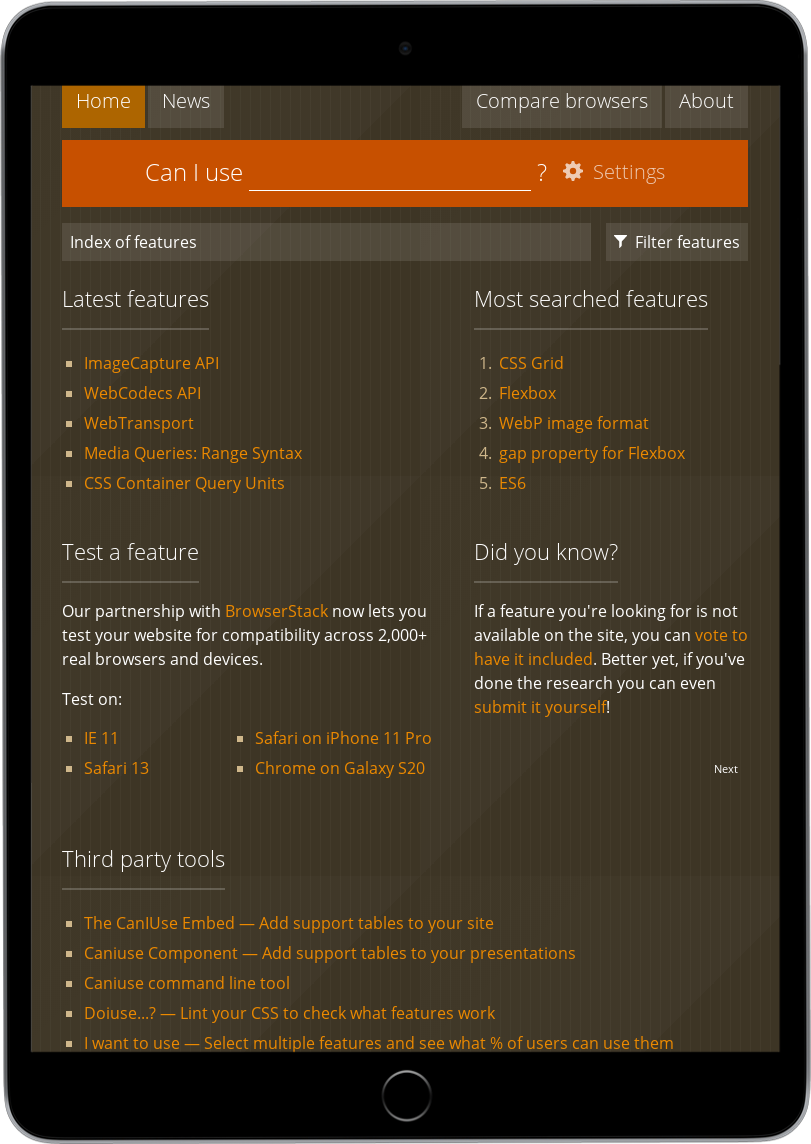 Home
News
Compare browsers
About
Can I use ? Settings
Index of features
Filter features
Latest features
ImageCapture API
WebCodecs API
WebTransport
Media Queries: Range Syntax
CSS Container Query Units
Most searched features
1. CSS Grid
2. Flexbox
3. WebP image format
4. gap property for Flexbox
5. ES6
Test a feature
Our partnership with BrowserStack now lets you
test your website for compatibility across 2,000+
real browsers and devices.
Test on:
IE 11
Safari 13
Safari on iPhone 11 Pro
Chrome on Galaxy S20
Did you know?
If a feature you're looking for is not
available on the site, you can vote to
have it included. Better yet, if you've
done the research you can even
submit it yourself!
Next
Third party tools
The CanIUse Embed — Add support tables to your site
Caniuse Component — Add support tables to your presentations
Caniuse command line tool
Doiuse...? — Lint your CSS to check what features work
I want to use — Select multiple features and see what % of users can use them